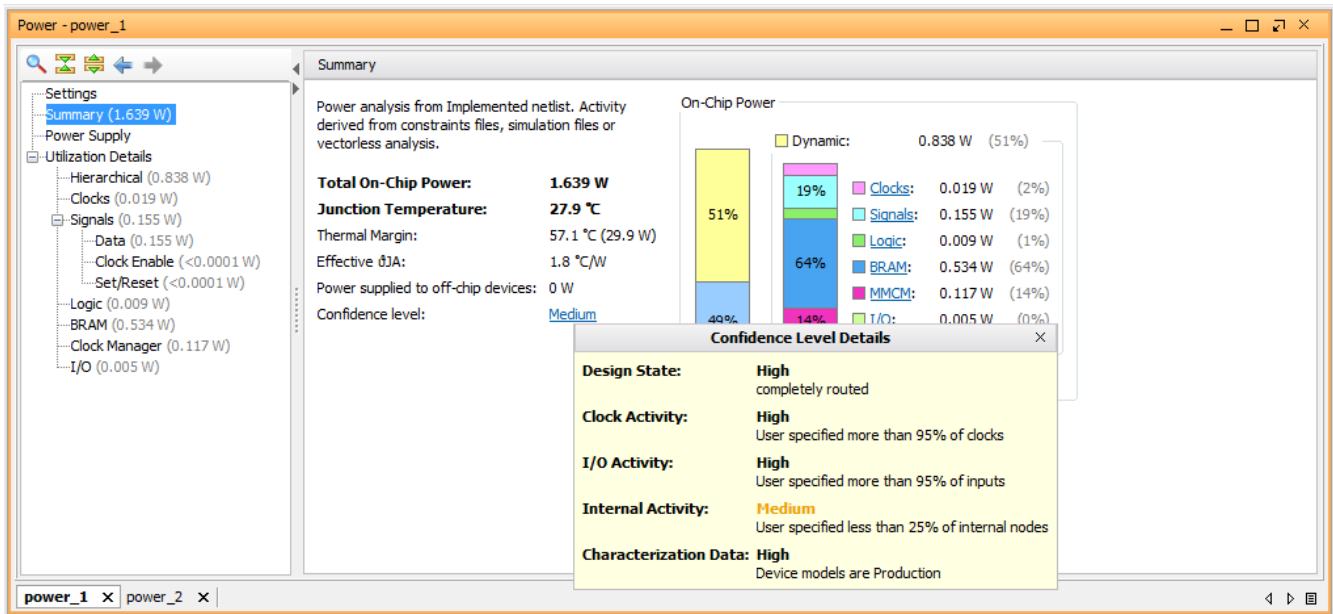 Power - power_1
Summary
Settings
Summary (1.639 W)
Power Supply
Utilization Details
Hierarchical (0.838 W)
Clocks (0.019 W)
Signals (0.155 W)
Data (0.155 W)
Clock Enable (<0.0001 W)
Set/Reset (<0.0001 W)
Logic (0.009 W)
BRAM (0.534 W)
Clock Manager (0.117 W)
I/O (0.005 W)
Power analysis from Implemented netlist. Activity
derived from constraints files, simulation files or
vectorless analysis.
Total On-Chip Power: 1.639 W
Junction Temperature: 27.9 °C
Thermal Margin: 57.1 °C (29.9 W)
Effective ϑJA: 1.8 °C/W
Power supplied to off-chip devices: 0 W
Confidence level: Medium
On-Chip Power
Dynamic: 0.838 W (51%)
51%
49%
19%
64%
14%
Clocks: 0.019 W (2%)
Signals: 0.155 W (19%)
Logic: 0.009 W (1%)
BRAM: 0.534 W (64%)
MMCM: 0.117 W (14%)
I/O: 0.005 W (0%)
Confidence Level Details
Design State: High
completely routed
Clock Activity: High
User specified more than 95% of clocks
I/O Activity: High
User specified more than 95% of inputs
Internal Activity: Medium
User specified less than 25% of internal nodes
Characterization Data: High
Device models are Production
power_1
power_2